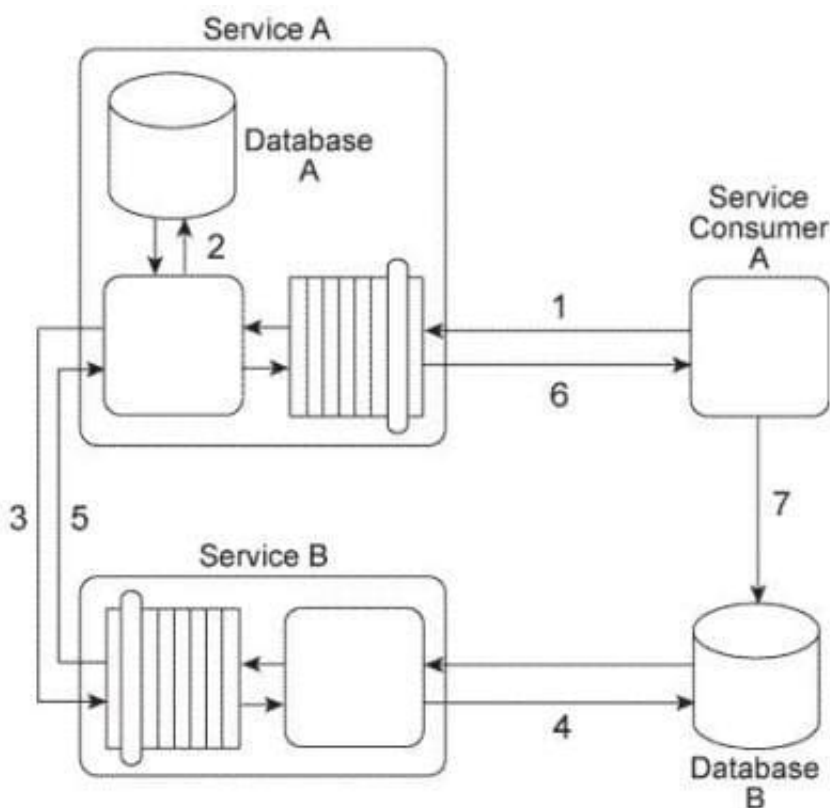 Service A
Database
A
2
Service
Consumer
A
1
6
3
5
7
Service B
4
Database
B